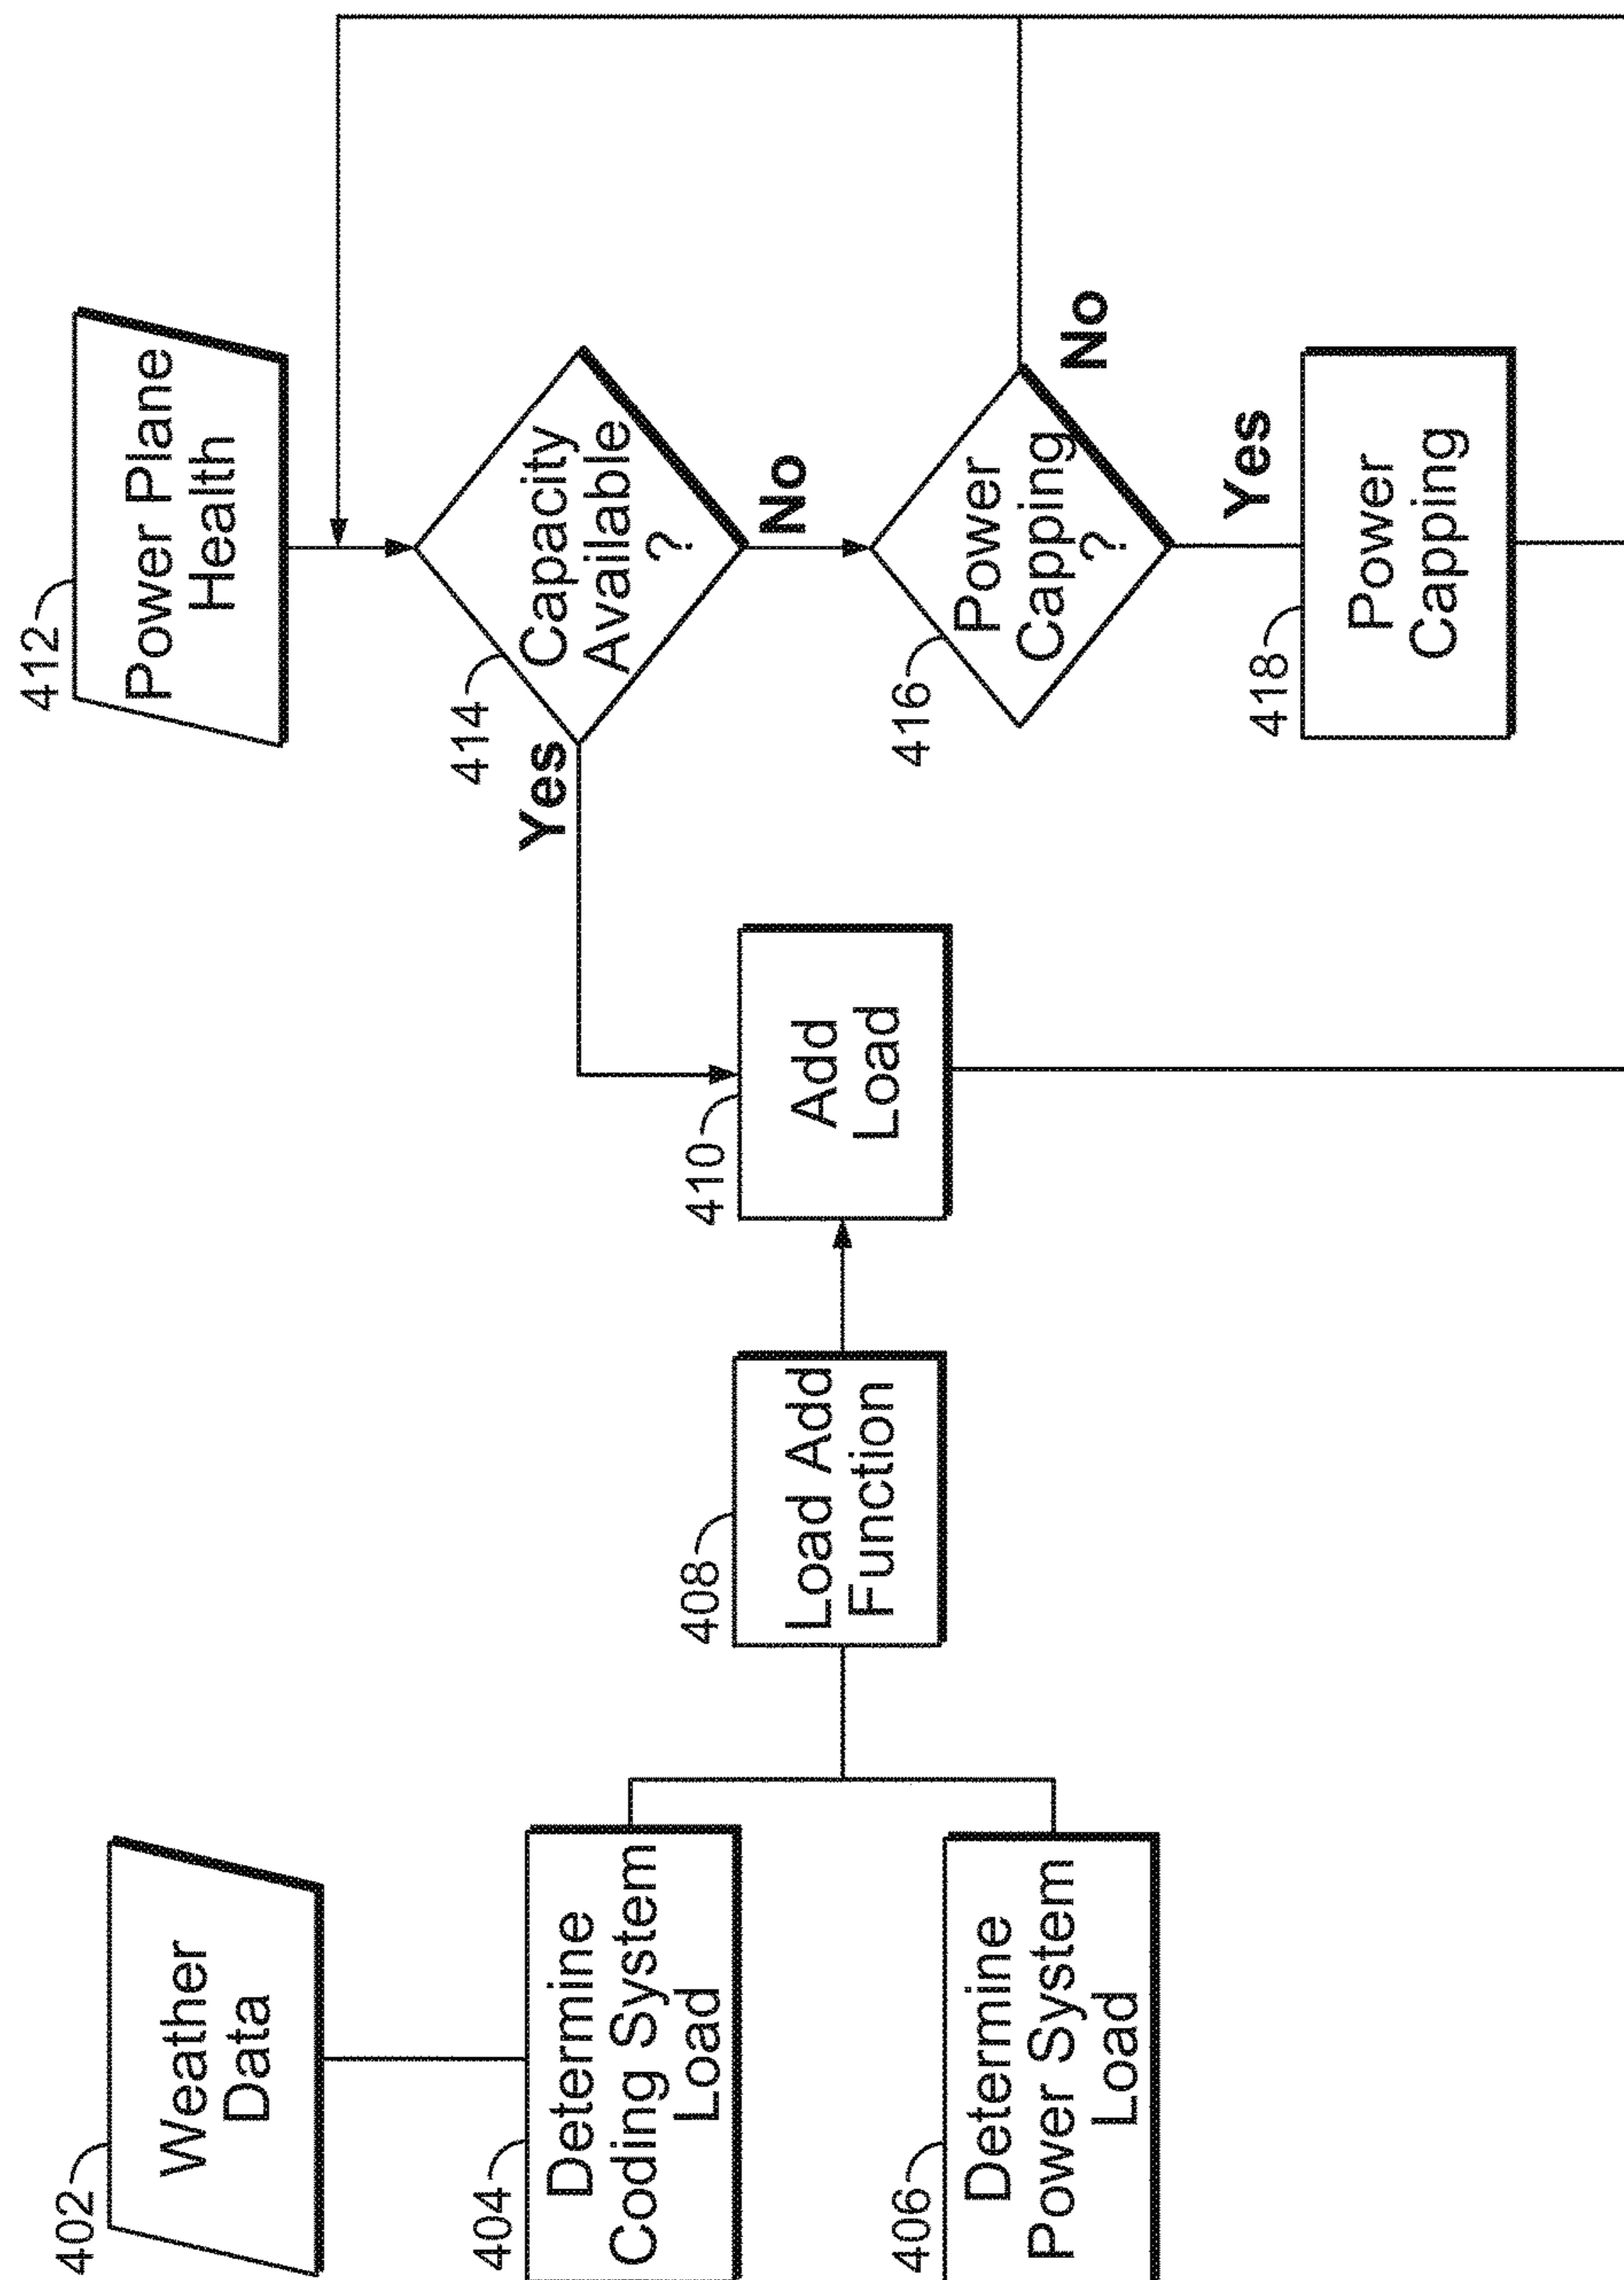 402
Weather
Data
404
Determine
Coding System
Load
406
Determine
Power System
Load
408
Load Add
Function
410
Add
Load
412
Power Plane
Health
414
Capacity
Available
?
Yes
No
416
Power
Capping
?
No
Yes
418
Power
Capping